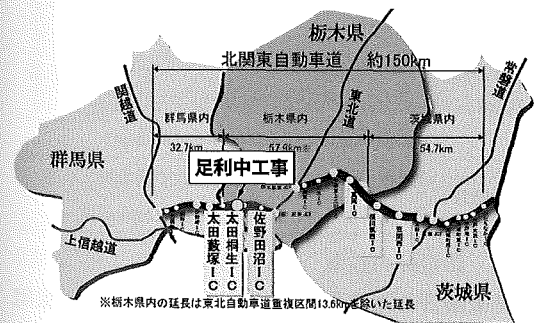 栃木県
北関東自動車道 約150km
関越道
東北道
常磐道
群馬県内
栃木県内
茨城県内
32.7km
57.9km※
54.7km
群馬県
足利中工事
上信越道
太田藪塚IC
太田桐生IC
佐野田沼IC
茨城県
※栃木県内の延長は東北自動車道重複区間13.6kmを除いた延長